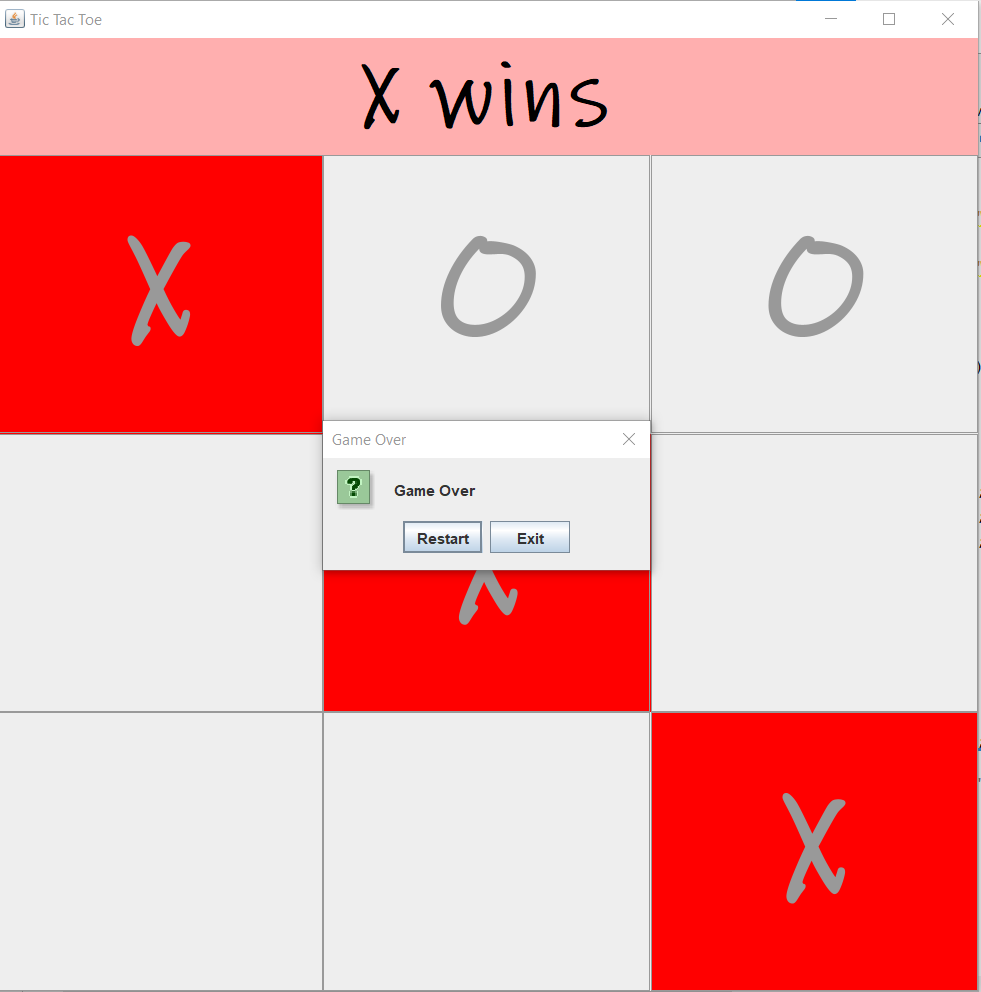 Tic Tac Toe
X wins
X O O
Game Over
?
Game Over
Restart Exit
X
X